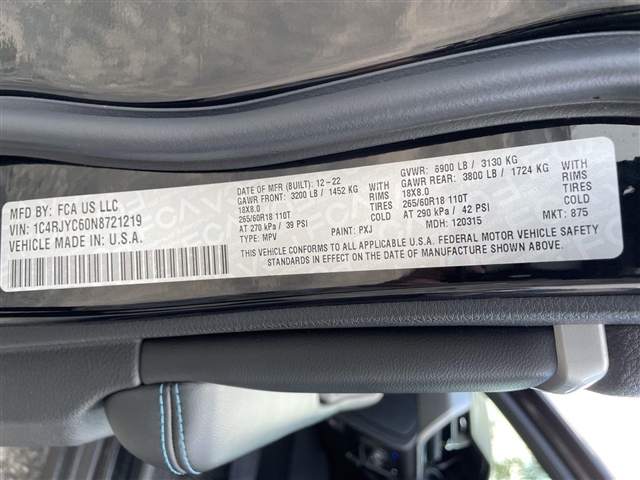 MFD BY: FCA US LLC
VIN: 1C4RJYC60N8721219
VEHICLE MADE IN U.S.A.
DATE OF MFR (BUILT): 12-22
GAWR FRONT: 3200 LB / 1452 KG WITH
18X8.0 RIMS
265/60R18 110T TIRES
AT 270 kPa / 39 PSI COLD
TYPE: MPV PAINT: PXJ
GVWR: 6900 LB / 3130 KG
GAWR REAR: 3800 LB / 1724 KG WITH
18X8.0 RIMS
265/60R18 110T TIRES
AT 290 kPa / 42 PSI COLD
MDH: 120315 MKT: 875
THIS VEHICLE CONFORMS TO ALL APPLICABLE U.S.A. FEDERAL MOTOR VEHICLE SAFETY
STANDARDS IN EFFECT ON THE DATE OF MANUFACTURE SHOWN ABOVE.